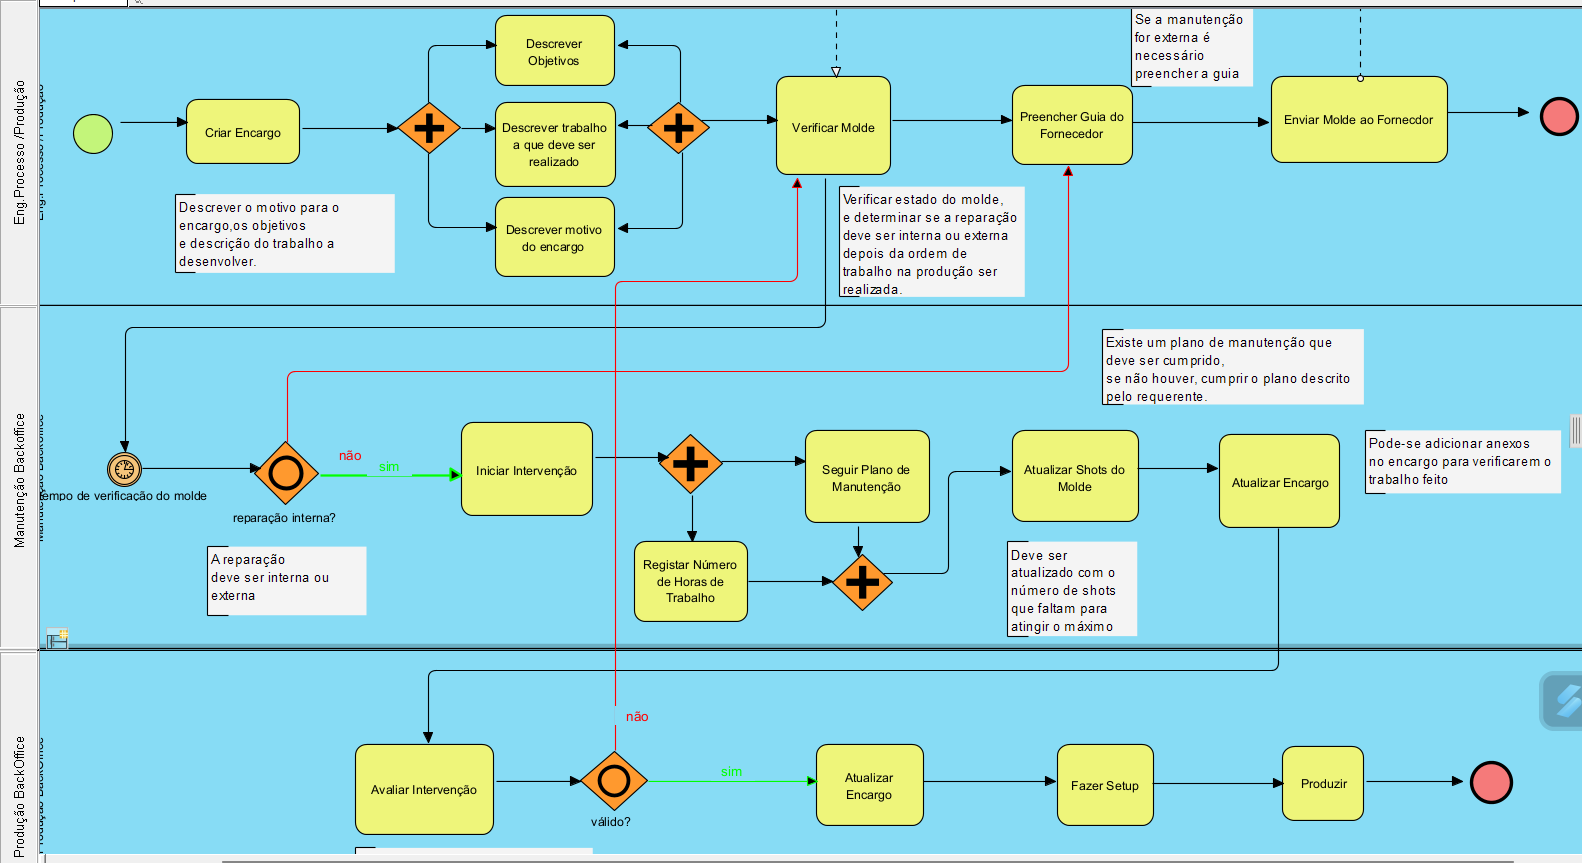 Eng.Processo /Produção
Criar Encargo
Descrever
Objetivos
Descrever trabalho
a que deve ser
realizado
Descrever motivo
do encargo
Verificar Molde
Preencher Guia do
Fornecedor
Se a manutenção
for externa é
necessário
preencher a guia
Enviar Molde ao Fornecdor
Descrever o motivo para o
encargo,os objetivos
e descrição do trabalho a
desenvolver.
Verificar estado do molde,
e determinar se a reparação
deve ser interna ou externa
depois da ordem de
trabalho na produção ser
realizada.
Manutenção Backoffice
Existe um plano de manutenção que
deve ser cumprido,
se não houver, cumprir o plano descrito
pelo requerente.
empo de verificação do molde
reparação interna?
não
sim
Iniciar Intervenção
Seguir Plano de
Manutenção
Registar Número
de Horas de
Trabalho
Atualizar Shots do
Molde
Atualizar Encargo
Pode-se adicionar anexos
no encargo para verificarem o
trabalho feito
A reparação
deve ser interna ou
externa
Deve ser
atualizado com o
número de shots
que faltam para
atingir o máximo
Produção BackOffice
Avaliar Intervenção
válido?
não
sim
Atualizar
Encargo
Fazer Setup
Produzir